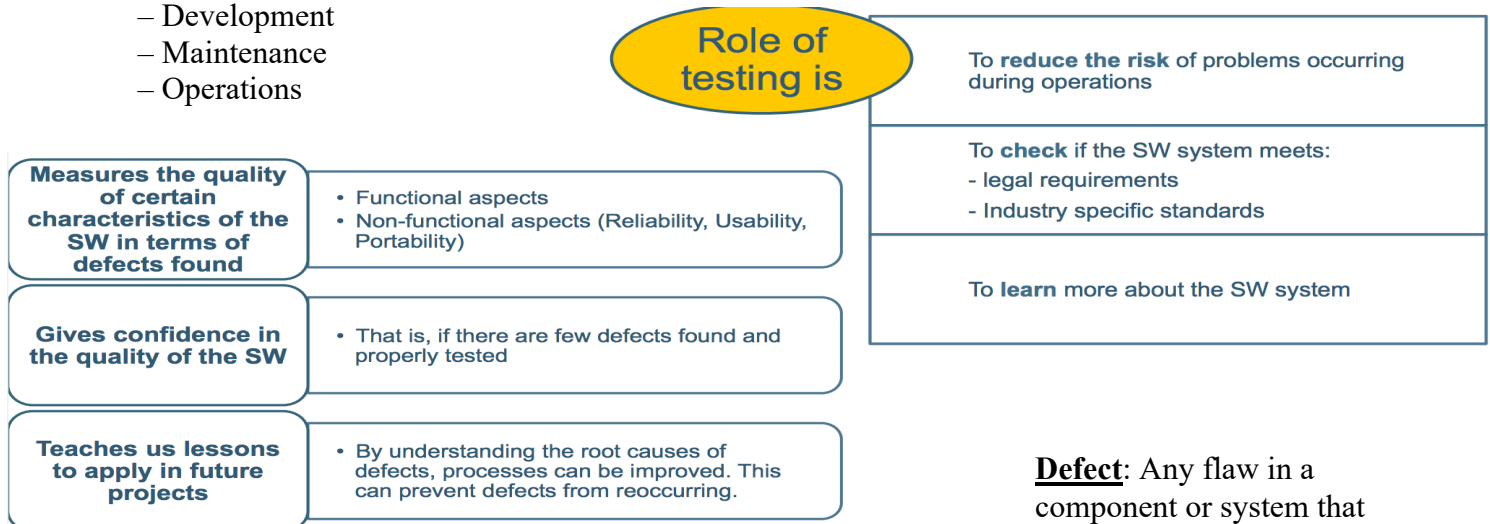 – Development
– Maintenance
– Operations
Role of
testing is
To reduce the risk of problems occurring
during operations
To check if the SW system meets:
- legal requirements
- Industry specific standards
To learn more about the SW system
Measures the quality
of certain
characteristics of the
SW in terms of
defects found
• Functional aspects
• Non-functional aspects (Reliability, Usability,
Portability)
Gives confidence in
the quality of the SW
• That is, if there are few defects found and
properly tested
Teaches us lessons
to apply in future
projects
• By understanding the root causes of
defects, processes can be improved. This
can prevent defects from reoccurring.
Defect: Any flaw in a
component or system that